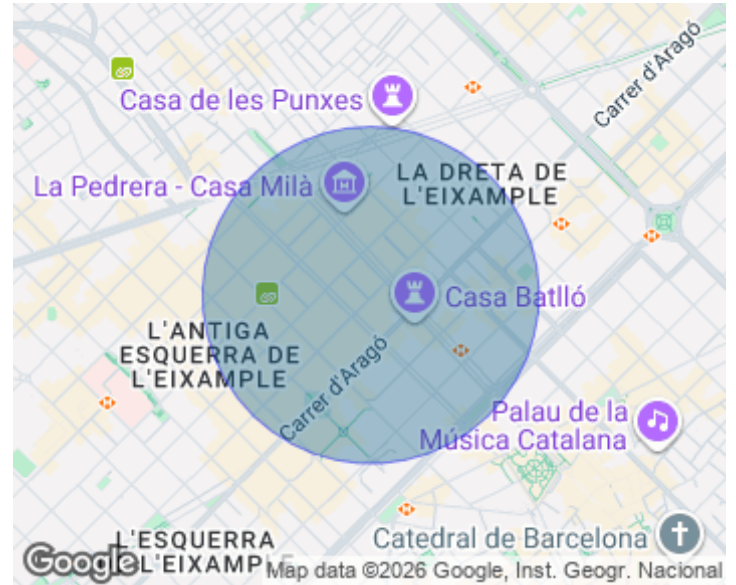 Carrer d'Aragó
Casa de les Punxes
La Pedrera - Casa Milà
LA DRETA DE
L'EIXAMPLE
Casa Batlló
L'ANTIGA
ESQUERRA DE
L'EIXAMPLE
Carrer d'Aragó
Palau de la
Música Catalana
Catedral de Barcelona
L'ESQUERRA
DE L'EIXAMPLE
Google
Map data ©2026 Google, Inst. Geogr. Nacional